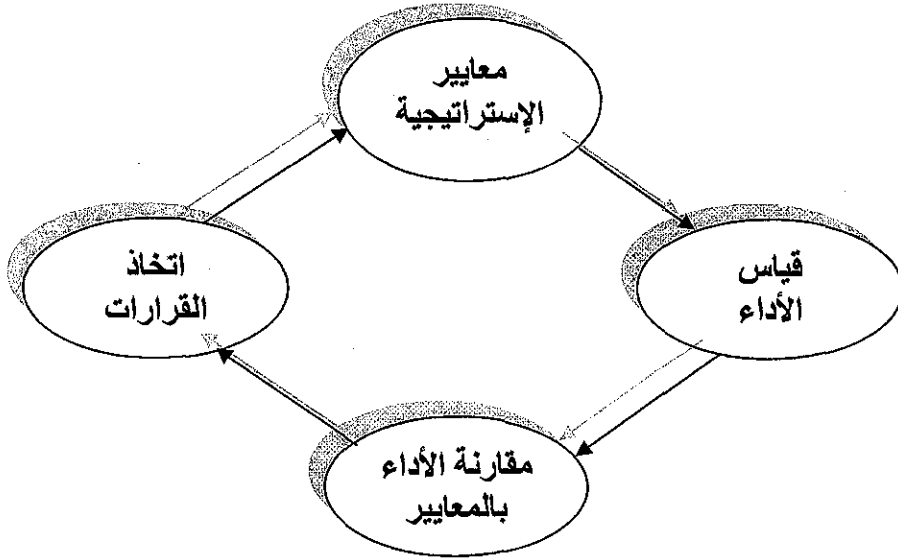 معايير
الإستراتيجية
قياس
الأداء
مقارنة الأداء
بالمعايير
اتخاذ
القرارات